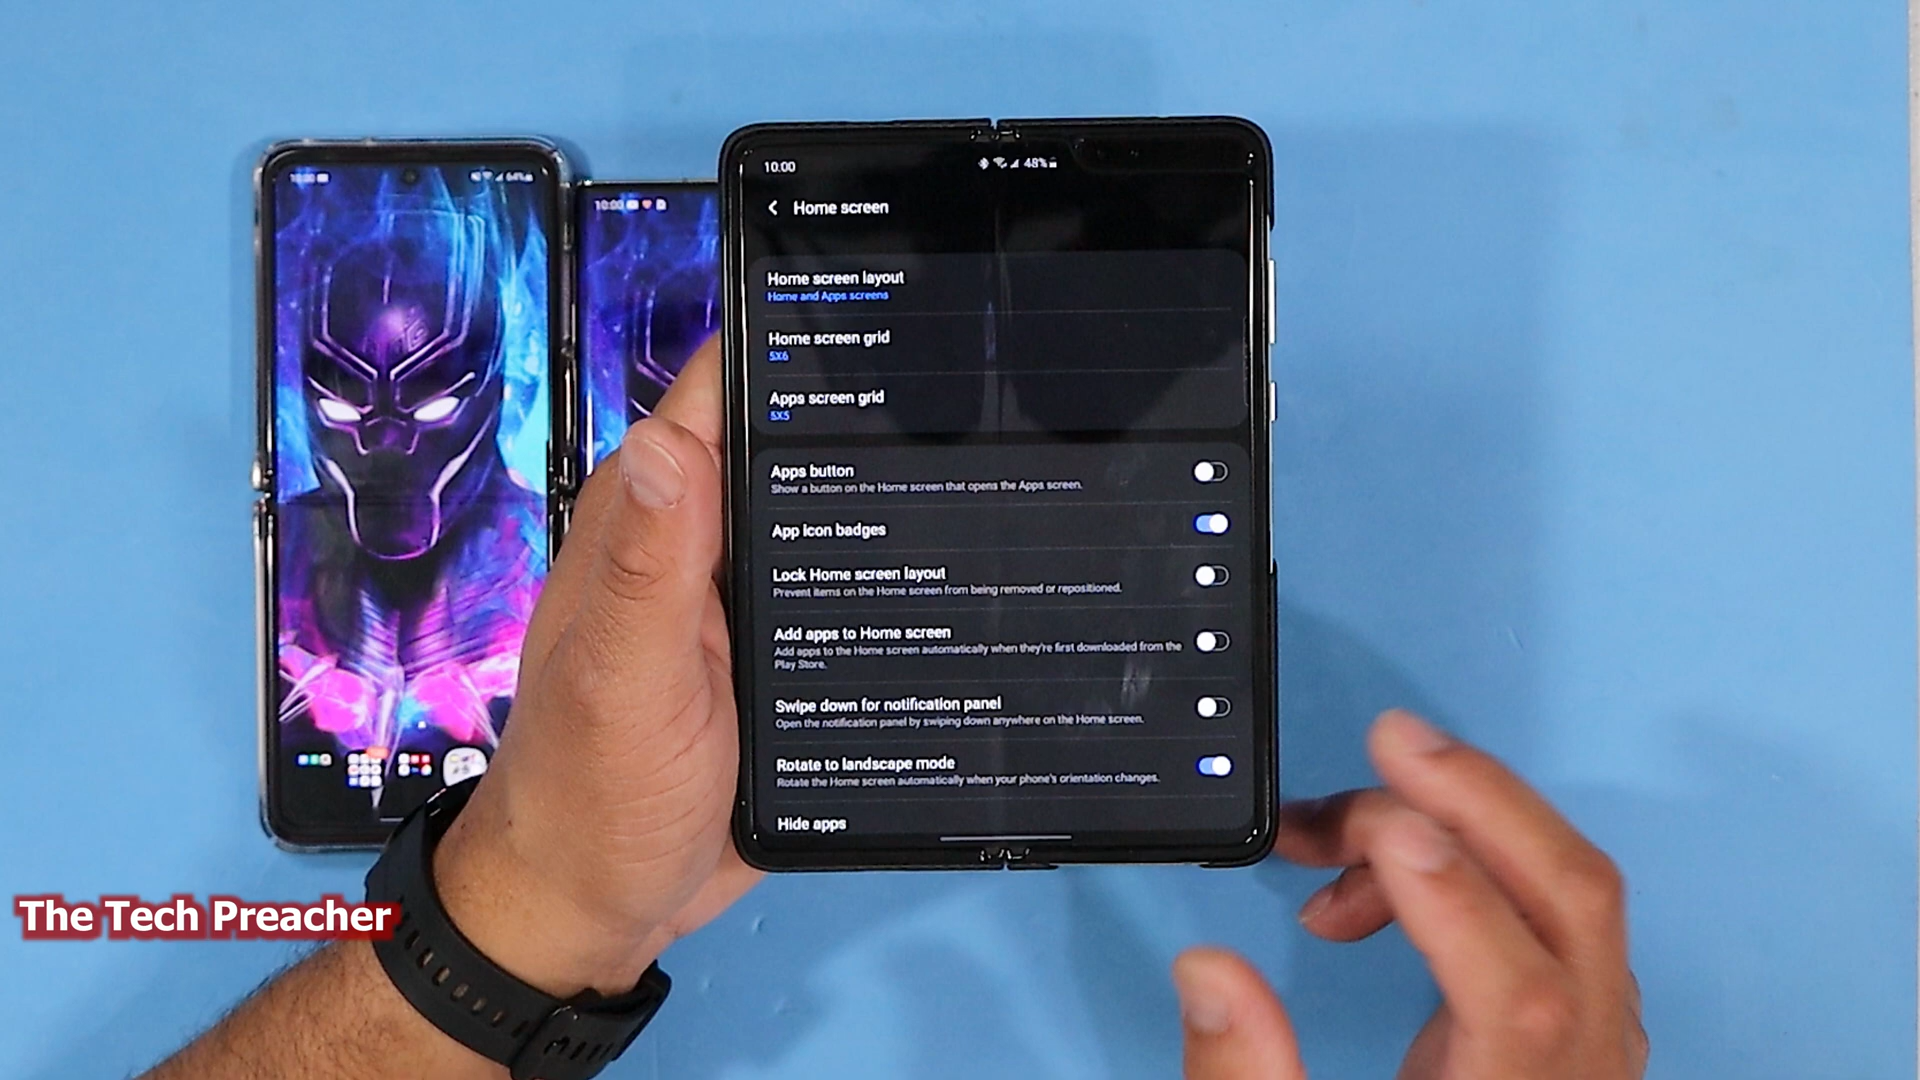 10:00
64%
10:00
10:00
48%
Home screen
Home screen layout
Home and Apps screens
Home screen grid
5X6
Apps screen grid
5X5
Apps button
Show a button on the Home screen that opens the Apps screen.
App icon badges
Lock Home screen layout
Prevent items on the Home screen from being removed or repositioned.
Add apps to Home screen
Add apps to the Home screen automatically when they're first downloaded from the
Play Store.
Swipe down for notification panel
Open the notification panel by swiping down anywhere on the Home screen.
Rotate to landscape mode
Rotate the Home screen automatically when your phone's orientation changes.
Hide apps
The Tech Preacher